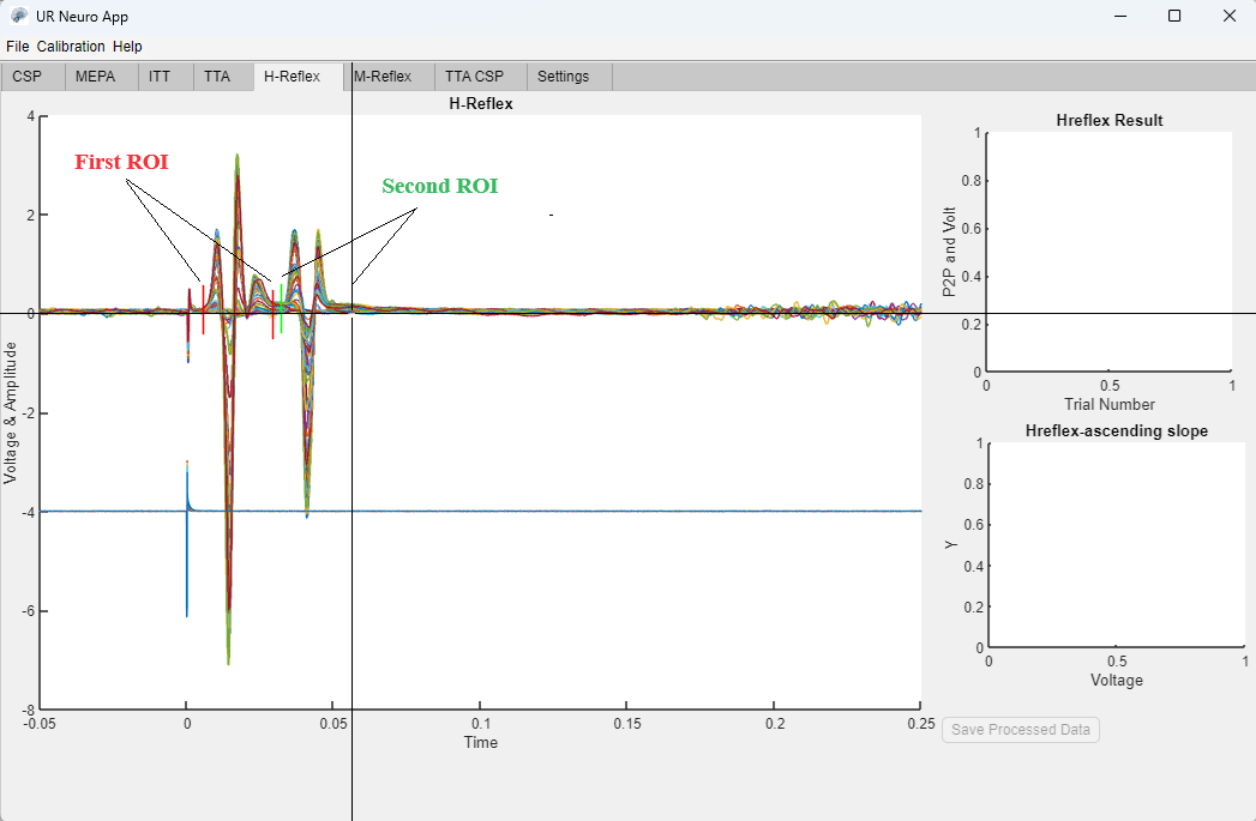 UR Neuro App
File Calibration Help
CSP MEPA ITT TTA H-Reflex M-Reflex TTA CSP Settings
H-Reflex
First ROI
Second ROI
Voltage & Amplitude
4
2
0
-2
-4
-6
-8
-0.05 0 0.05 0.1 0.15 0.2 0.25
Time
Hreflex Result
P2P and Volt
1
0.8
0.6
0.4
0.2
0
0 0.5 1
Trial Number
Hreflex-ascending slope
Y
1
0.8
0.6
0.4
0.2
0
0 0.5 1
Voltage
Save Processed Data